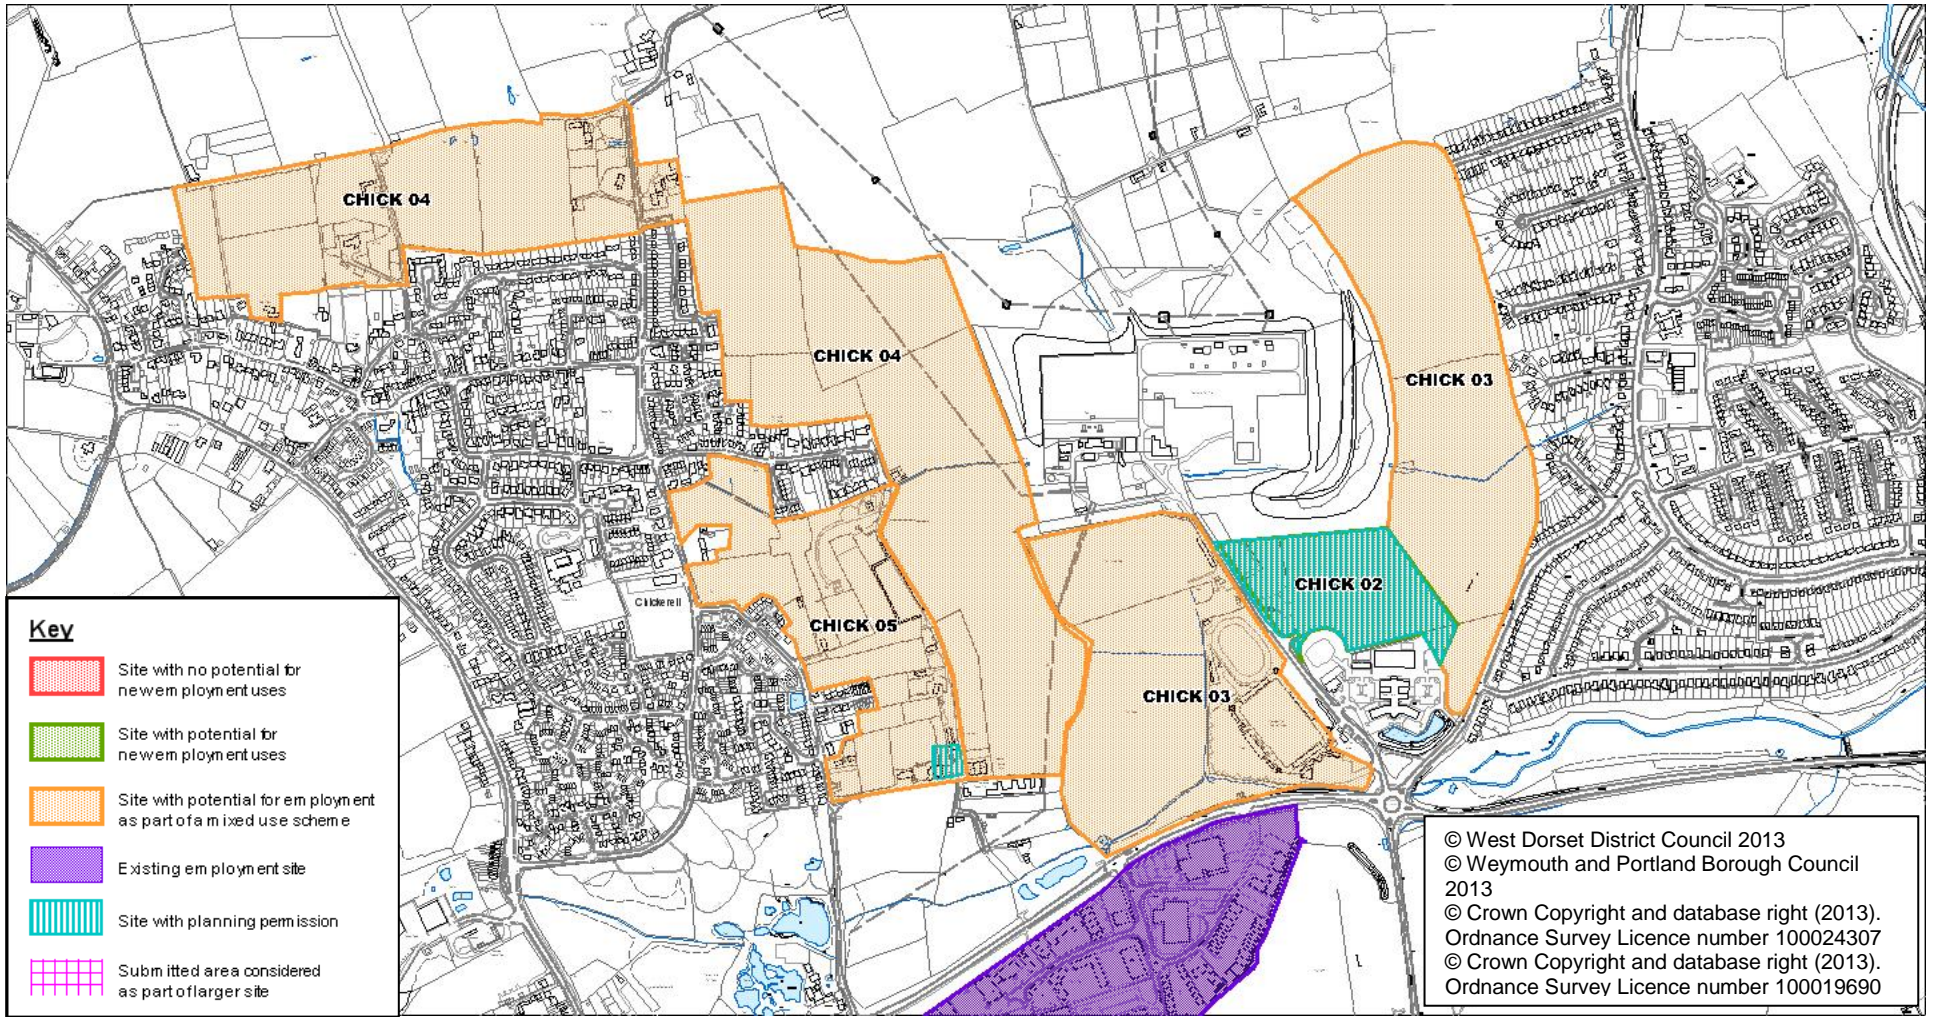 CHICK 04
CHICK 04
CHICK 03
CHICK 02
Chickerell
CHICK 05
CHICK 03
Key
Site with no potential for
new employment uses
Site with potential for
new employment uses
Site with potential for employment
as part of a mixed use scheme
Existing employment site
Site with planning permission
Submitted area considered
as part of larger site
© West Dorset District Council 2013
© Weymouth and Portland Borough Council
2013
© Crown Copyright and database right (2013).
Ordnance Survey Licence number 100024307
© Crown Copyright and database right (2013).
Ordnance Survey Licence number 100019690